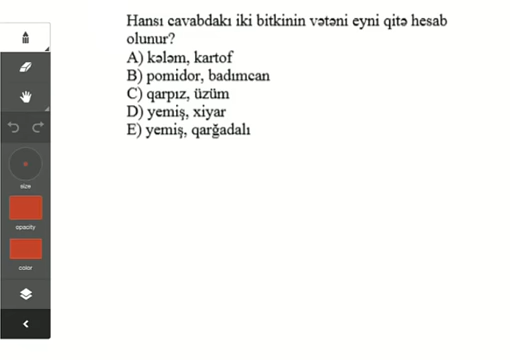 Hansı cavabdakı iki bitkinin vətəni eyni qitə hesab
olunur?
A) kələm, kartof
B) pomidor, badımcan
C) qarpız, üzüm
D) yemiş, xiyar
E) yemiş, qarğadalı
size
opacity
color